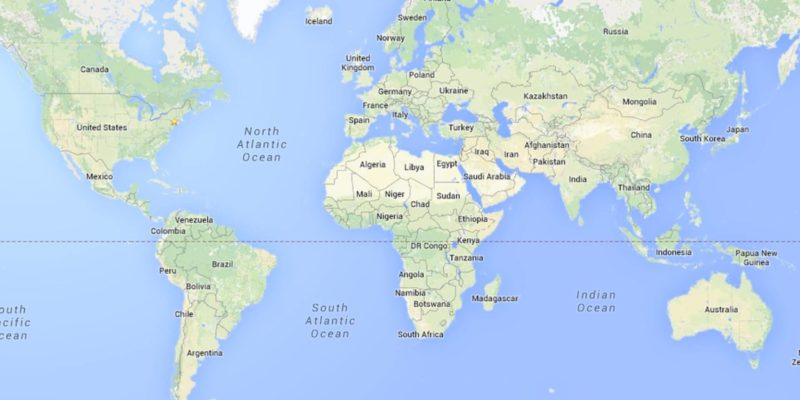 Iceland
Sweden
Norway
Russia
Canada
United
Kingdom
Poland
Germany
Ukraine
Kazakhstan
France
Mongolia
Italy
Spain
United States
North
Atlantic
Ocean
Turkey
China
South Korea
Japan
Iraq
Iran
Afghanistan
Pakistan
Algeria
Libya
Egypt
Saudi Arabia
Mexico
India
Thailand
Mali
Niger
Sudan
Chad
Nigeria
Ethiopia
Venezuela
Colombia
DR Congo
Kenya
Indonesia
Papua New
Guinea
Tanzania
Peru
Brazil
Angola
Bolivia
Namibia
Botswana
Madagascar
Indian
Ocean
Australia
South
Atlantic
Ocean
outh
cific
cean
Chile
South Africa
Argentina
Ze